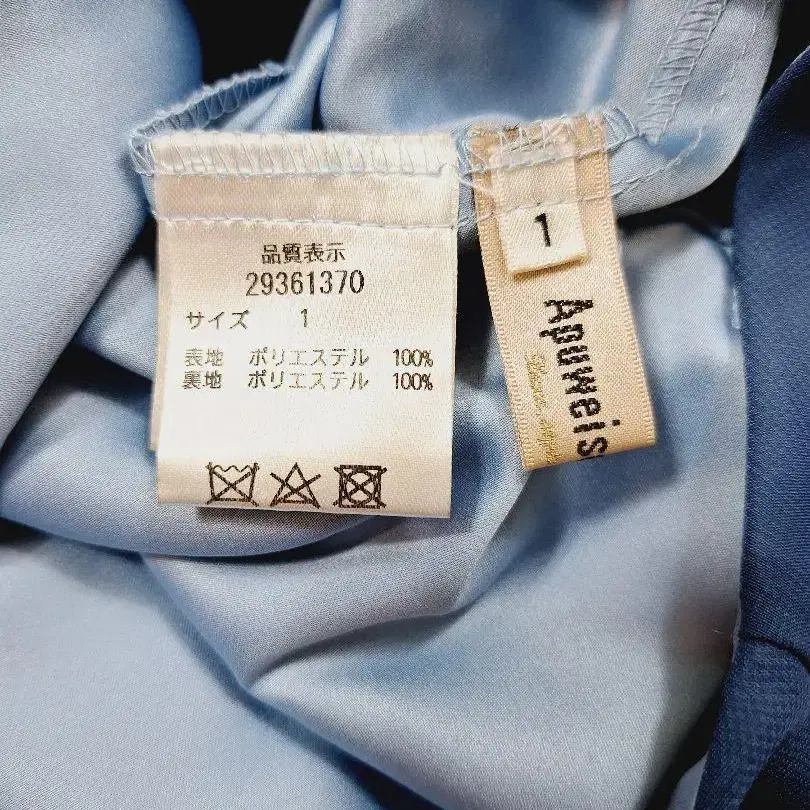 品質表示
29361370
サイズ 1
表地 ポリエステル 100%
裏地 ポリエステル 100%
1
Apuweis